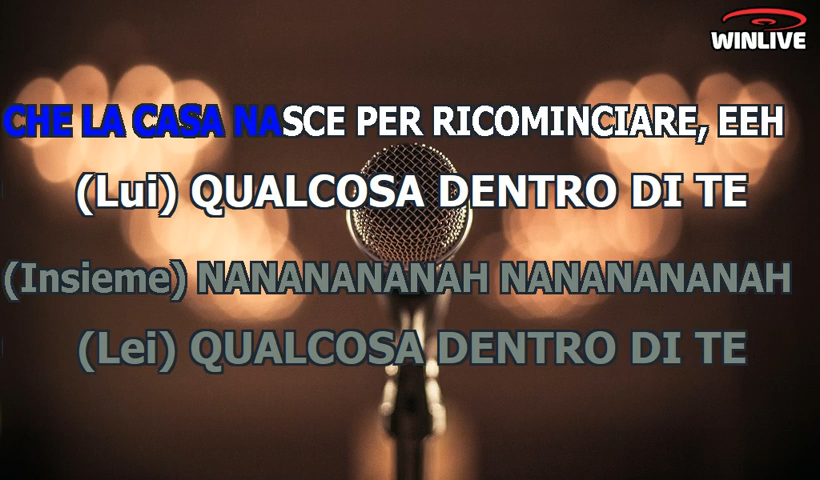 WINLIVE
CHE LA CASA NASCE PER RICOMINCIARE, EEH
(Lui) QUALCOSA DENTRO DI TE
(Insieme) NANANANANAH NANANANANAH
(Lei) QUALCOSA DENTRO DI TE